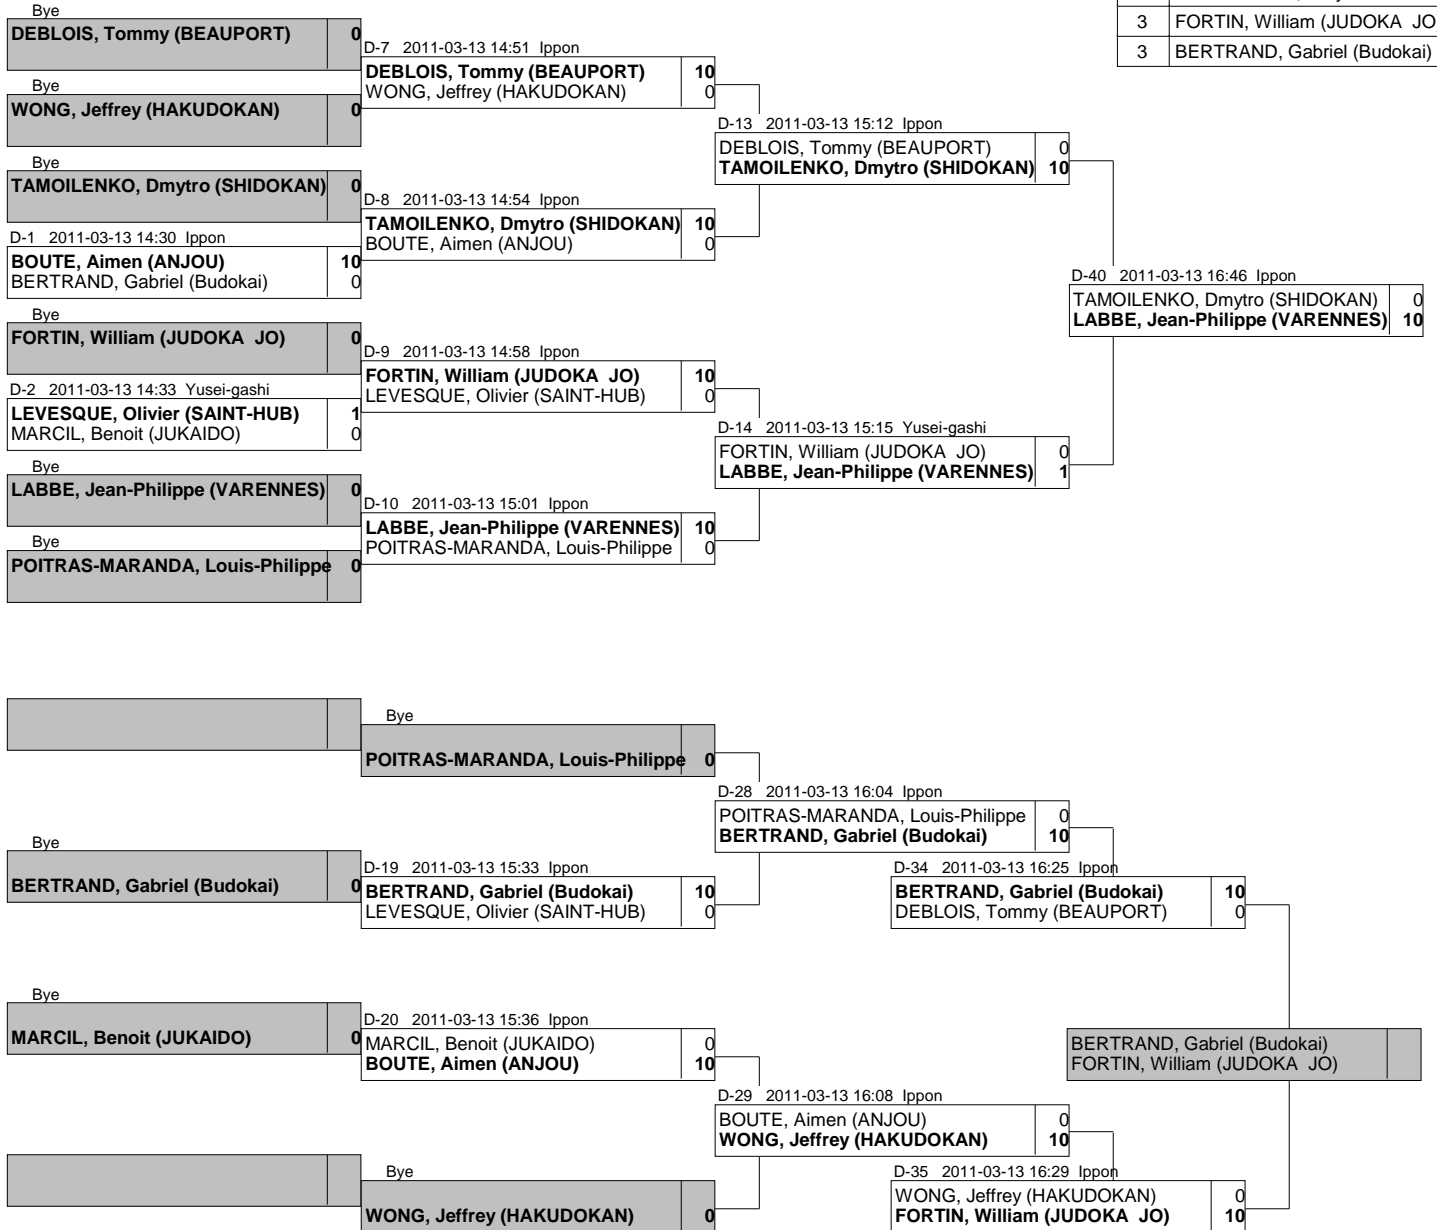 3 FORTIN, William (JUDOKA JO
3 BERTRAND, Gabriel (Budokai)
Bye
DEBLOIS, Tommy (BEAUPORT) 0
Bye
WONG, Jeffrey (HAKUDOKAN) 0
Bye
TAMOILENKO, Dmytro (SHIDOKAN) 0
D-1 2011-03-13 14:30 Ippon
BOUTE, Aimen (ANJOU) 10
BERTRAND, Gabriel (Budokai) 0
Bye
FORTIN, William (JUDOKA JO) 0
D-2 2011-03-13 14:33 Yusei-gashi
LEVESQUE, Olivier (SAINT-HUB) 1
MARCIL, Benoit (JUKAIDO) 0
Bye
LABBE, Jean-Philippe (VARENNES) 0
Bye
POITRAS-MARANDA, Louis-Philippe 0
D-7 2011-03-13 14:51 Ippon
DEBLOIS, Tommy (BEAUPORT) 10
WONG, Jeffrey (HAKUDOKAN) 0
D-8 2011-03-13 14:54 Ippon
TAMOILENKO, Dmytro (SHIDOKAN) 10
BOUTE, Aimen (ANJOU) 0
D-9 2011-03-13 14:58 Ippon
FORTIN, William (JUDOKA JO) 10
LEVESQUE, Olivier (SAINT-HUB) 0
D-10 2011-03-13 15:01 Ippon
LABBE, Jean-Philippe (VARENNES) 10
POITRAS-MARANDA, Louis-Philippe 0
D-13 2011-03-13 15:12 Ippon
DEBLOIS, Tommy (BEAUPORT) 0
TAMOILENKO, Dmytro (SHIDOKAN) 10
D-14 2011-03-13 15:15 Yusei-gashi
FORTIN, William (JUDOKA JO) 0
LABBE, Jean-Philippe (VARENNES) 1
D-40 2011-03-13 16:46 Ippon
TAMOILENKO, Dmytro (SHIDOKAN) 0
LABBE, Jean-Philippe (VARENNES) 10
Bye
BERTRAND, Gabriel (Budokai) 0
Bye
MARCIL, Benoit (JUKAIDO) 0
Bye
POITRAS-MARANDA, Louis-Philippe 0
D-19 2011-03-13 15:33 Ippon
BERTRAND, Gabriel (Budokai) 10
LEVESQUE, Olivier (SAINT-HUB) 0
D-20 2011-03-13 15:36 Ippon
MARCIL, Benoit (JUKAIDO) 0
BOUTE, Aimen (ANJOU) 10
Bye
WONG, Jeffrey (HAKUDOKAN) 0
D-28 2011-03-13 16:04 Ippon
POITRAS-MARANDA, Louis-Philippe 0
BERTRAND, Gabriel (Budokai) 10
D-29 2011-03-13 16:08 Ippon
BOUTE, Aimen (ANJOU) 0
WONG, Jeffrey (HAKUDOKAN) 10
D-34 2011-03-13 16:25 Ippon
BERTRAND, Gabriel (Budokai) 10
DEBLOIS, Tommy (BEAUPORT) 0
D-35 2011-03-13 16:29 Ippon
WONG, Jeffrey (HAKUDOKAN) 0
FORTIN, William (JUDOKA JO) 10
BERTRAND, Gabriel (Budokai)
FORTIN, William (JUDOKA JO)